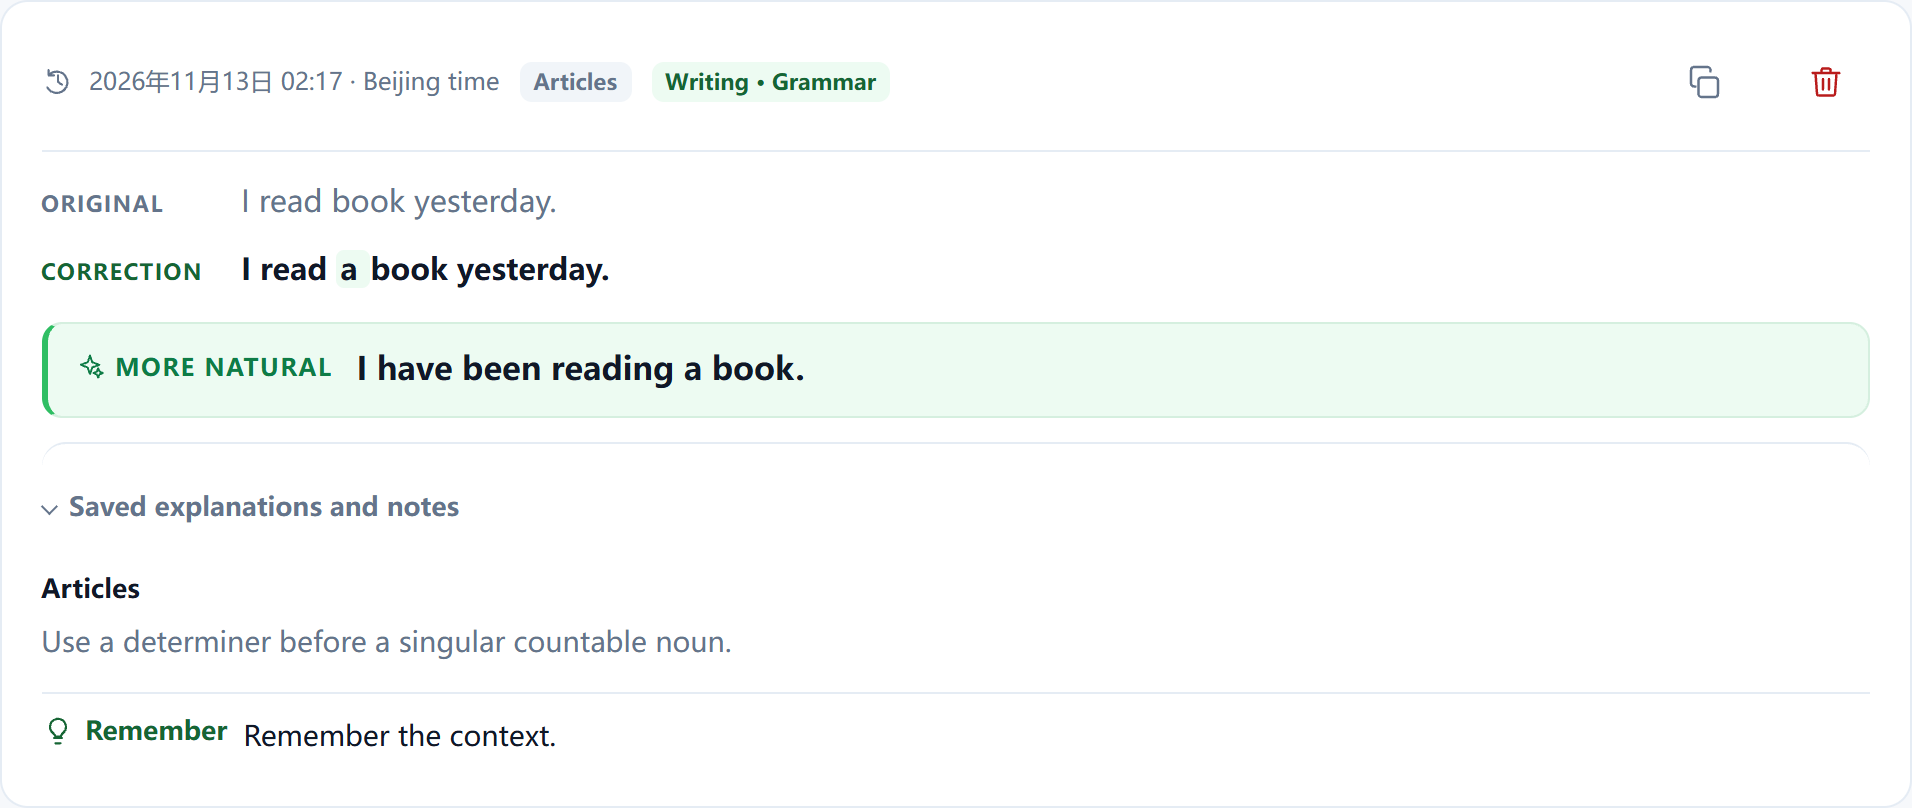 2026年11月13日 02:17 · Beijing time Articles Writing • Grammar
ORIGINAL I read book yesterday.
CORRECTION I read a book yesterday.
MORE NATURAL I have been reading a book.
Saved explanations and notes
Articles
Use a determiner before a singular countable noun.
Remember Remember the context.